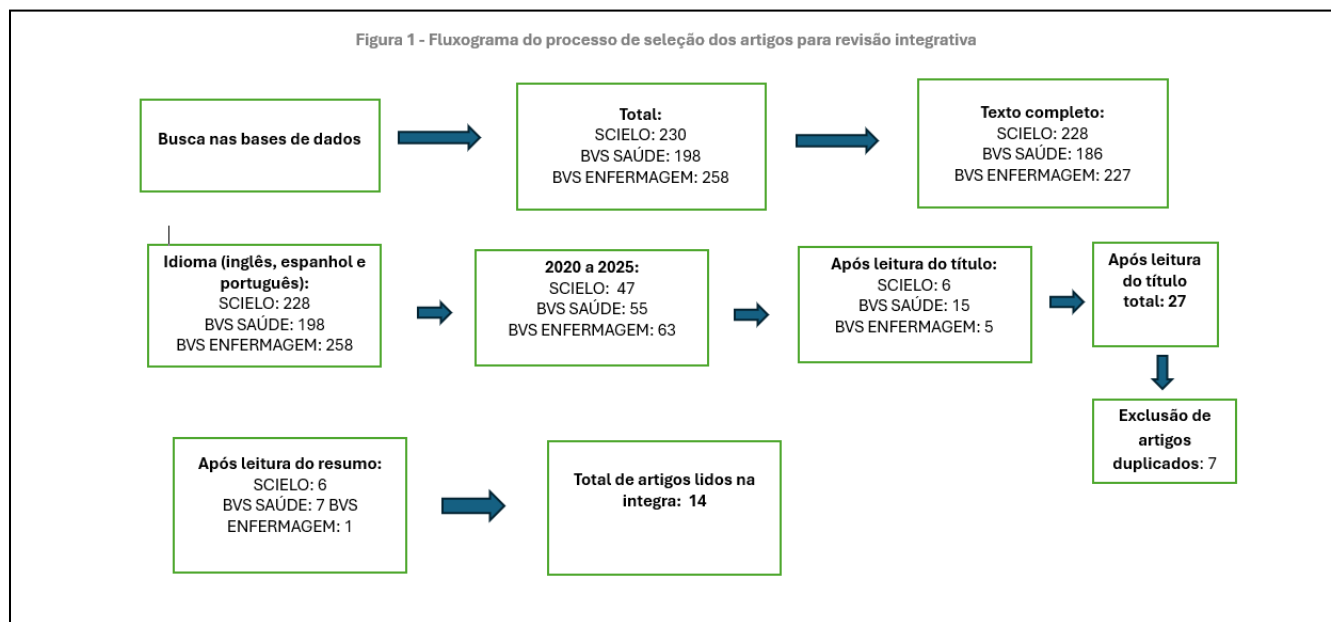 Figura 1 - Fluxograma do processo de seleção dos artigos para revisão integrativa
Busca nas bases de dados
Total:
SCIELO: 230
BVS SAÚDE: 198
BVS ENFERMAGEM: 258
Texto completo:
SCIELO: 228
BVS SAÚDE: 186
BVS ENFERMAGEM: 227
Idioma (inglês, espanhol e
português):
SCIELO: 228
BVS SAÚDE: 198
BVS ENFERMAGEM: 258
2020 a 2025:
SCIELO: 47
BVS SAÚDE: 55
BVS ENFERMAGEM: 63
Após leitura do título:
SCIELO: 6
BVS SAÚDE: 15
BVS ENFERMAGEM: 5
Após leitura
do título
total: 27
Exclusão de
artigos
duplicados: 7
Após leitura do resumo:
SCIELO: 6
BVS SAÚDE: 7 BVS
ENFERMAGEM: 1
Total de artigos lidos na
integra: 14